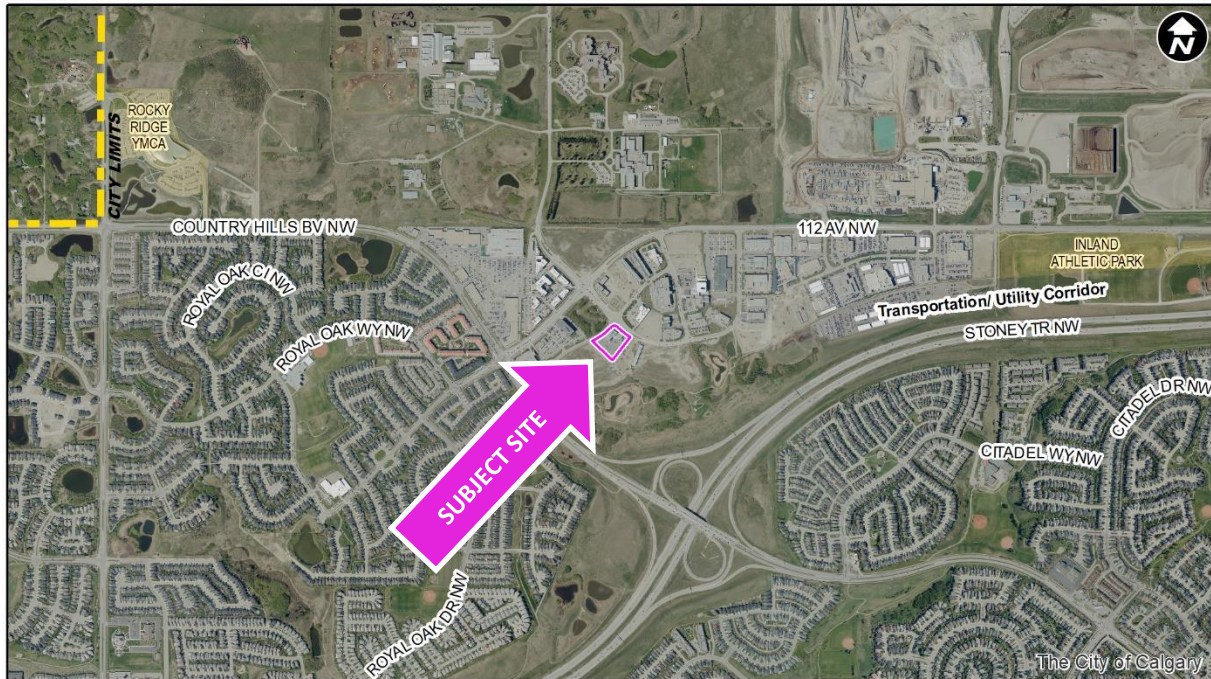 N
ROCKY
RIDGE
YMCA
CITY LIMITS
COUNTRY HILLS BV NW
112 AV NW
INLAND
ATHLETIC PARK
ROYAL OAK CI NW
Transportation/ Utility Corridor
STONEY TR NW
ROYAL OAK WY NW
CITADEL DR NW
CITADEL WY NW
SUBJECT SITE
ROYAL OAK DR NW
The City of Calgary